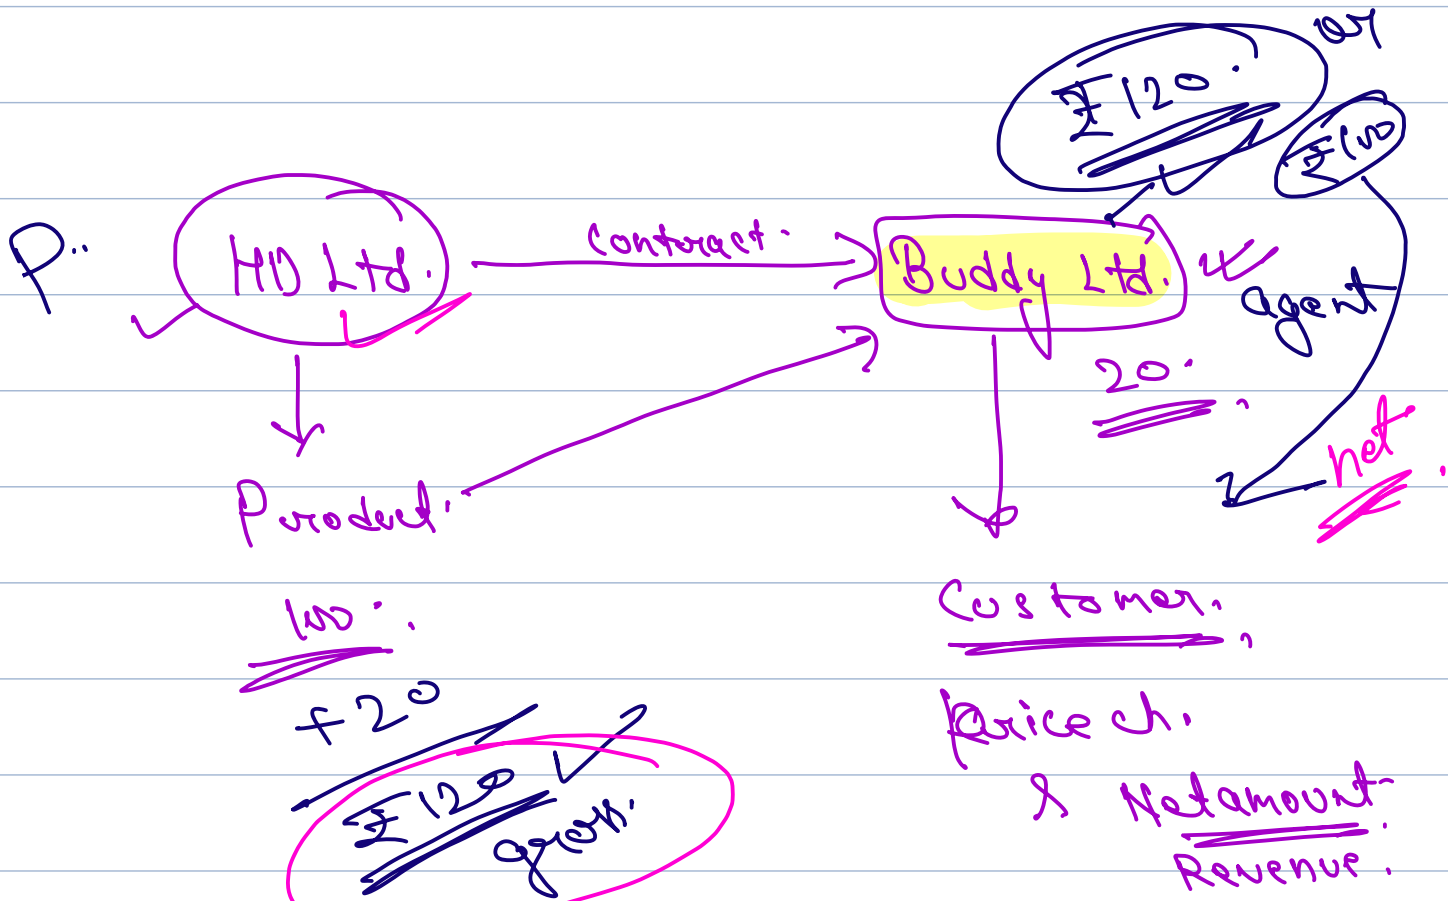 or
£120.
£100
P..
HD Ltd.
contract.
Buddy Ltd.
agent
20.
net.
Product.
100.
Customer.
+20
price ch.
£120
gross.
& Net amount
Revenue.